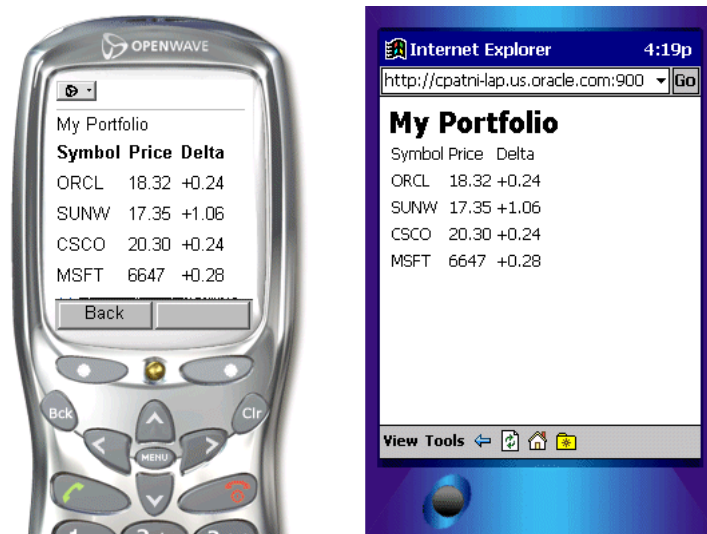 OPENWAVE
My Portfolio
Symbol Price Delta
ORCL 18.32 +0.24
SUNW 17.35 +1.06
CSCO 20.30 +0.24
MSFT 6647 +0.28
Back
Bck
Clr
MENU
Internet Explorer 4:19p
http://cpatni-lap.us.oracle.com:900 Go
My Portfolio
Symbol Price Delta
ORCL 18.32 +0.24
SUNW 17.35 +1.06
CSCO 20.30 +0.24
MSFT 6647 +0.28
View Tools